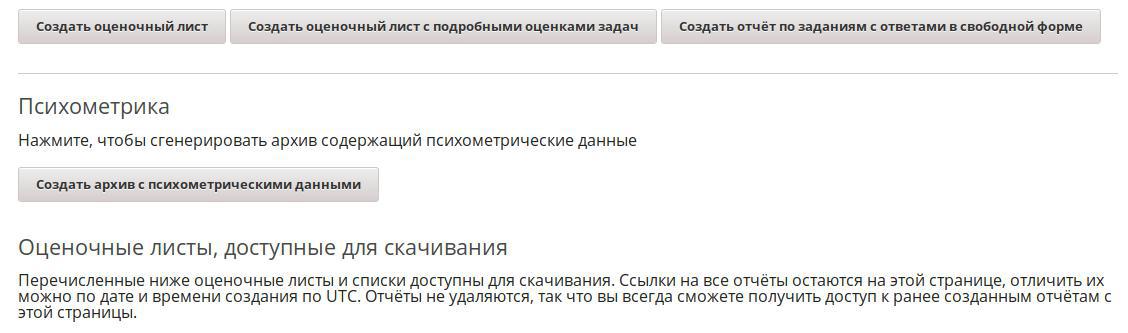 Создать оценочный лист Создать оценочный лист с подробными оценками задач Создать отчёт по заданиям с ответами в свободной форме
Психометрика
Нажмите, чтобы сгенерировать архив содержащий психометрические данные
Создать архив с психометрическими данными
Оценочные листы, доступные для скачивания
Перечисленные ниже оценочные листы и списки доступны для скачивания. Ссылки на все отчёты остаются на этой странице, отличить их
можно по дате и времени создания по UTC. Отчёты не удаляются, так что вы всегда сможете получить доступ к ранее созданным отчётам с
этой страницы.